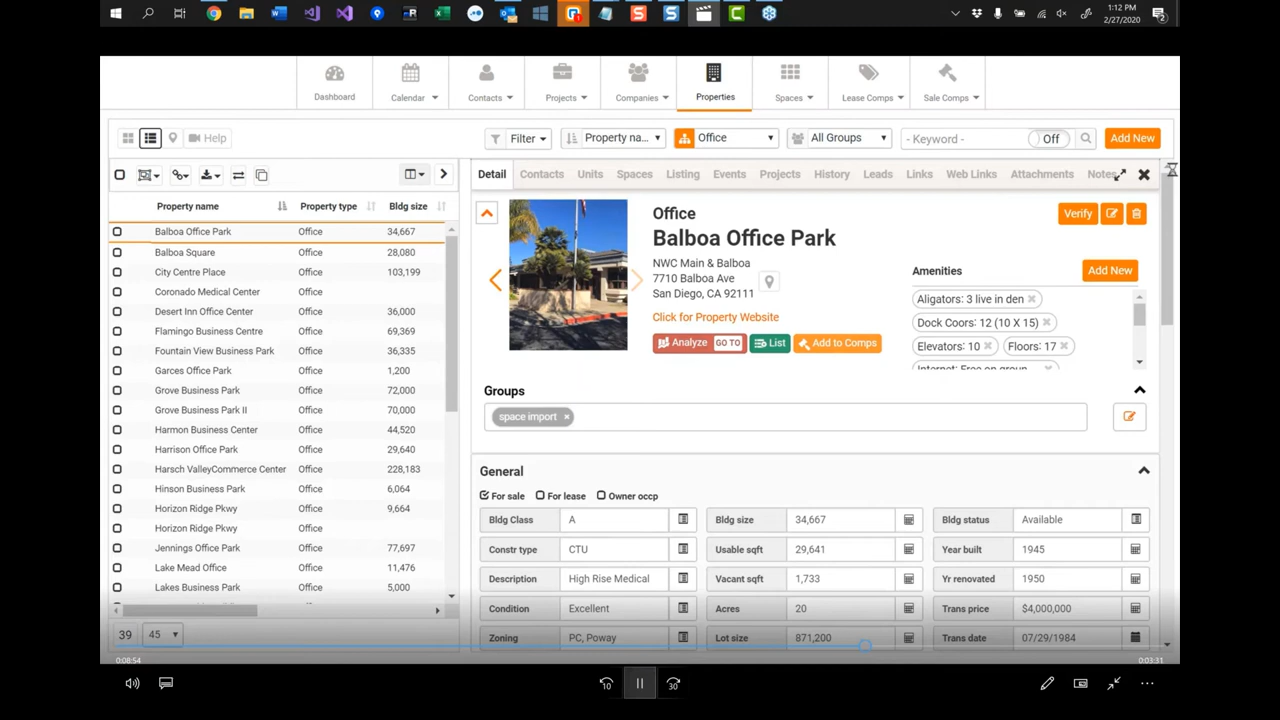 1:12 PM
2/27/2020
2
Dashboard
Calendar
Contacts
Projects
Companies
Properties
Spaces
Lease Comps
Sale Comps
Help
Filter
Property na...
Office
All Groups
- Keyword -
Off
Add New
Detail
Contacts
Units
Spaces
Listing
Events
Projects
History
Leads
Links
Web Links
Attachments
Notes
Property name Property type Bldg size
Balboa Office Park Office 34,667
Balboa Square Office 28,080
City Centre Place Office 103,199
Coronado Medical Center Office
Desert Inn Office Center Office 36,000
Flamingo Business Centre Office 69,369
Fountain View Business Park Office 36,335
Garces Office Park Office 1,200
Grove Business Park Office 72,000
Grove Business Park II Office 70,000
Harmon Business Center Office 44,520
Harrison Office Park Office 29,640
Harsch ValleyCommerce Center Office 228,183
Hinson Business Park Office 6,064
Horizon Ridge Pkwy Office 9,664
Horizon Ridge Pkwy Office
Jennings Office Park Office 77,697
Lake Mead Office Office 11,476
Lakes Business Park Office 5,000
39 45
Office
Balboa Office Park
NWC Main & Balboa
7710 Balboa Ave
San Diego, CA 92111
Click for Property Website
Analyze GO TO
List
Add to Comps
Verify
Amenities
Add New
Aligators: 3 live in den
Dock Coors: 12 (10 X 15)
Elevators: 10 Floors: 17
Internet: Free on groun
Groups
space import
General
For sale For lease Owner occp
Bldg Class A Bldg size 34,667 Bldg status Available
Constr type CTU Usable sqft 29,641 Year built 1945
Description High Rise Medical Vacant sqft 1,733 Yr renovated 1950
Condition Excellent Acres 20 Trans price $4,000,000
Zoning PC, Poway Lot size 871,200 Trans date 07/29/1984
0:08:54
0:03:31
10
30